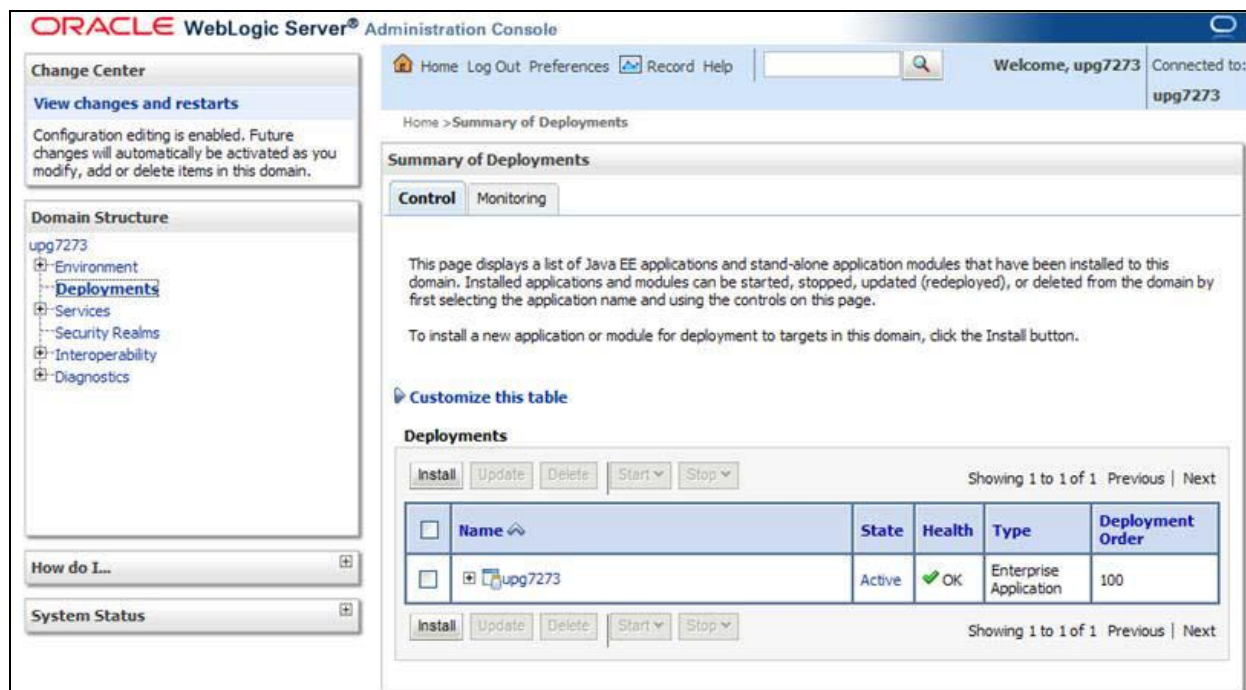 ORACLE WebLogic Server® Administration Console
Change Center
View changes and restarts
Configuration editing is enabled. Future
changes will automatically be activated as you
modify, add or delete items in this domain.
Domain Structure
upg7273
Environment
Deployments
Services
Security Realms
Interoperability
Diagnostics
How do I...
System Status
Home Log Out Preferences Record Help
Welcome, upg7273
Connected to:
upg7273
Home >Summary of Deployments
Summary of Deployments
Control Monitoring
This page displays a list of Java EE applications and stand-alone application modules that have been installed to this
domain. Installed applications and modules can be started, stopped, updated (redeployed), or deleted from the domain by
first selecting the application name and using the controls on this page.
To install a new application or module for deployment to targets in this domain, click the Install button.
Customize this table
Deployments
Install Update Delete Start Stop Showing 1 to 1 of 1 Previous | Next
Name State Health Type Deployment
Order
upg7273 Active OK Enterprise
Application 100
Install Update Delete Start Stop Showing 1 to 1 of 1 Previous | Next